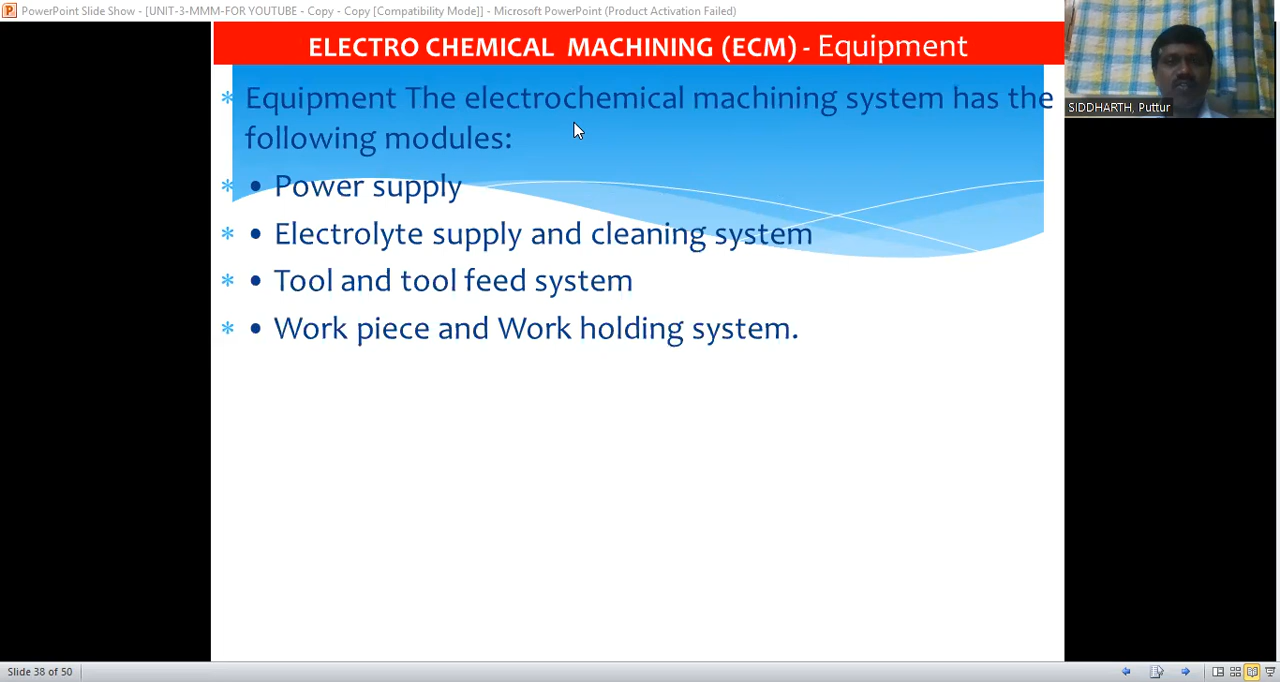 PowerPoint Slide Show - [UNIT-3-MMM-FOR YOUTUBE - Copy - Copy [Compatibility Mode]] - Microsoft PowerPoint (Product Activation Failed)
ELECTRO CHEMICAL MACHINING (ECM) - Equipment
SIDDHARTH, Puttur
* Equipment The electrochemical machining system has the
following modules:
* • Power supply
* • Electrolyte supply and cleaning system
* • Tool and tool feed system
* • Work piece and Work holding system.
Slide 38 of 50